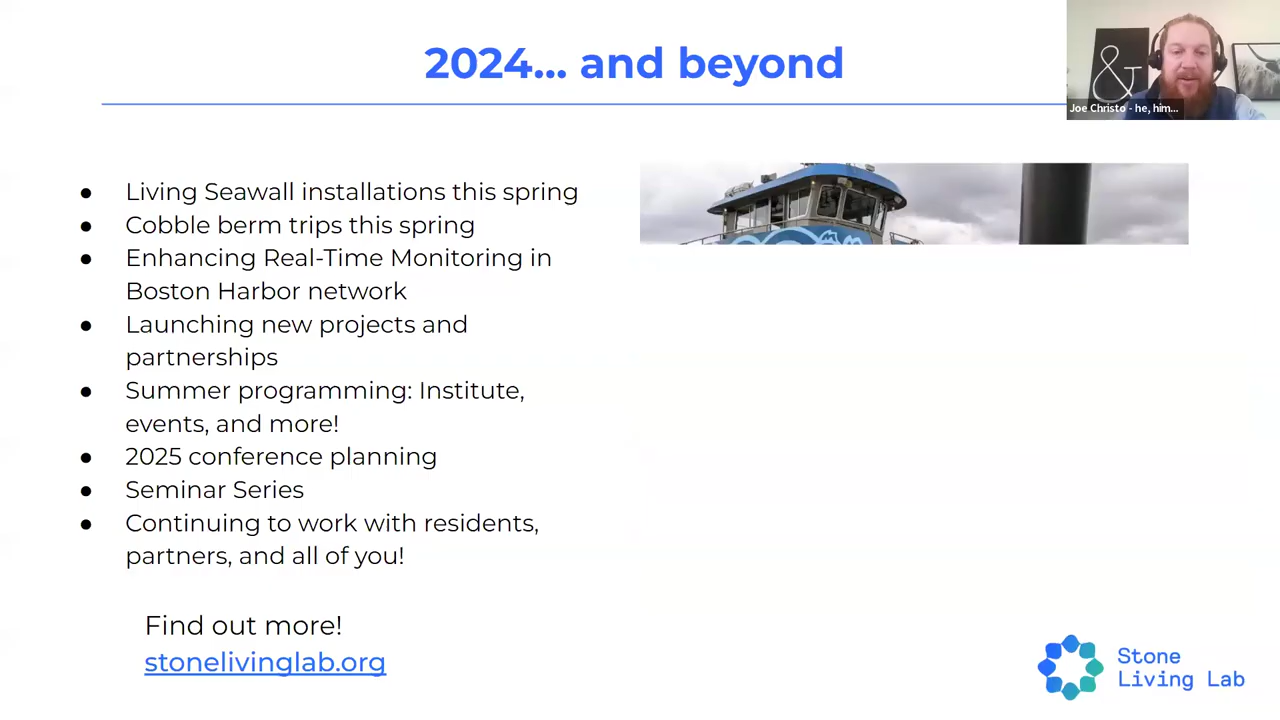 2024... and beyond
&
Joe Christo - he, him...
● Living Seawall installations this spring
● Cobble berm trips this spring
● Enhancing Real-Time Monitoring in
Boston Harbor network
● Launching new projects and
partnerships
● Summer programming: Institute,
events, and more!
● 2025 conference planning
● Seminar Series
● Continuing to work with residents,
partners, and all of you!
Find out more!
stonelivinglab.org
Stone
Living Lab